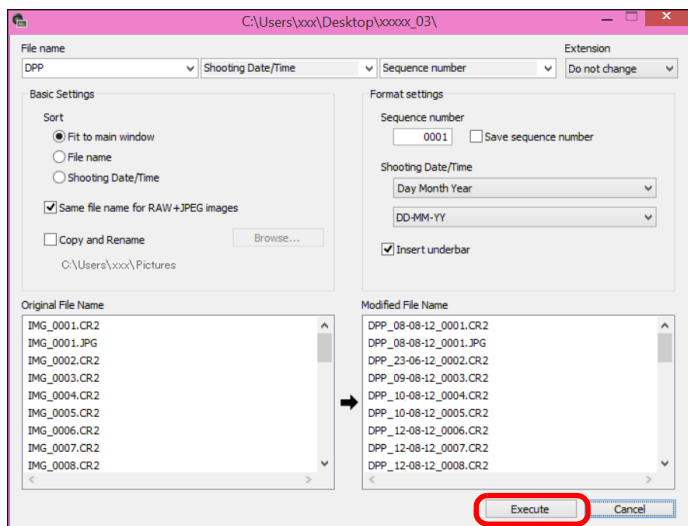 C:\Users\xxx\Desktop\xxxxx_03\
File name
Extension
DPP
Shooting Date/Time
Sequence number
Do not change
Basic Settings
Sort
Fit to main window
File name
Shooting Date/Time
Same file name for RAW+JPEG images
Copy and Rename
Browse...
C:\Users\xxx\Pictures
Format settings
Sequence number
0001
Save sequence number
Shooting Date/Time
Day Month Year
DD-MM-YY
Insert underbar
Original File Name
IMG_0001.CR2
IMG_0001.JPG
IMG_0002.CR2
IMG_0003.CR2
IMG_0004.CR2
IMG_0005.CR2
IMG_0006.CR2
IMG_0007.CR2
IMG_0008.CR2
Modified File Name
DPP_08-08-12_0001.CR2
DPP_08-08-12_0001.JPG
DPP_23-06-12_0002.CR2
DPP_09-08-12_0003.CR2
DPP_10-08-12_0004.CR2
DPP_10-08-12_0005.CR2
DPP_12-08-12_0006.CR2
DPP_12-08-12_0007.CR2
DPP_12-08-12_0008.CR2
Execute
Cancel